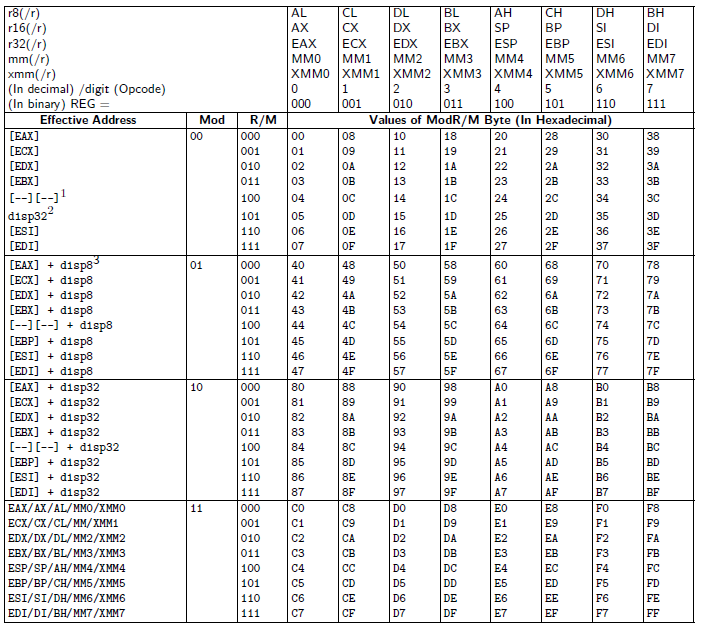 r8(/r) AL CL DL BL AH CH DH BH
r16(/r) AX CX DX BX SP BP SI DI
r32(/r) EAX ECX EDX EBX ESP EBP ESI EDI
mm(/r) MM0 MM1 MM2 MM3 MM4 MM5 MM6 MM7
xmm(/r) XMM0 XMM1 XMM2 XMM3 XMM4 XMM5 XMM6 XMM7
(In decimal) /digit (Opcode) 0 1 2 3 4 5 6 7
(In binary) REG = 000 001 010 011 100 101 110 111
Effective Address Mod R/M Values of ModR/M Byte (In Hexadecimal)
[EAX] 00 000 00 08 10 18 20 28 30 38
[ECX] 001 01 09 11 19 21 29 31 39
[EDX] 010 02 0A 12 1A 22 2A 32 3A
[EBX] 011 03 0B 13 1B 23 2B 33 3B
[--][--]1 100 04 0C 14 1C 24 2C 34 3C
disp322 101 05 0D 15 1D 25 2D 35 3D
[ESI] 110 06 0E 16 1E 26 2E 36 3E
[EDI] 111 07 0F 17 1F 27 2F 37 3F
[EAX] + disp83 01 000 40 48 50 58 60 68 70 78
[ECX] + disp8 001 41 49 51 59 61 69 71 79
[EDX] + disp8 010 42 4A 52 5A 62 6A 72 7A
[EBX] + disp8 011 43 4B 53 5B 63 6B 73 7B
[--][--] + disp8 100 44 4C 54 5C 64 6C 74 7C
[EBP] + disp8 101 45 4D 55 5D 65 6D 75 7D
[ESI] + disp8 110 46 4E 56 5E 66 6E 76 7E
[EDI] + disp8 111 47 4F 57 5F 67 6F 77 7F
[EAX] + disp32 10 000 80 88 90 98 A0 A8 B0 B8
[ECX] + disp32 001 81 89 91 99 A1 A9 B1 B9
[EDX] + disp32 010 82 8A 92 9A A2 AA B2 BA
[EBX] + disp32 011 83 8B 93 9B A3 AB B3 BB
[--][--] + disp32 100 84 8C 94 9C A4 AC B4 BC
[EBP] + disp32 101 85 8D 95 9D A5 AD B5 BD
[ESI] + disp32 110 86 8E 96 9E A6 AE B6 BE
[EDI] + disp32 111 87 8F 97 9F A7 AF B7 BF
EAX/AX/AL/MM0/XMM0 11 000 C0 C8 D0 D8 E0 E8 F0 F8
ECX/CX/CL/MM/XMM1 001 C1 C9 D1 D9 E1 E9 F1 F9
EDX/DX/DL/MM2/XMM2 010 C2 CA D2 DA E2 EA F2 FA
EBX/BX/BL/MM3/XMM3 011 C3 CB D3 DB E3 EB F3 FB
ESP/SP/AH/MM4/XMM4 100 C4 CC D4 DC E4 EC F4 FC
EBP/BP/CH/MM5/XMM5 101 C5 CD D5 DD E5 ED F5 FD
ESI/SI/DH/MM6/XMM6 110 C6 CE D6 DE E6 EE F6 FE
EDI/DI/BH/MM7/XMM7 111 C7 CF D7 DF E7 EF F7 FF